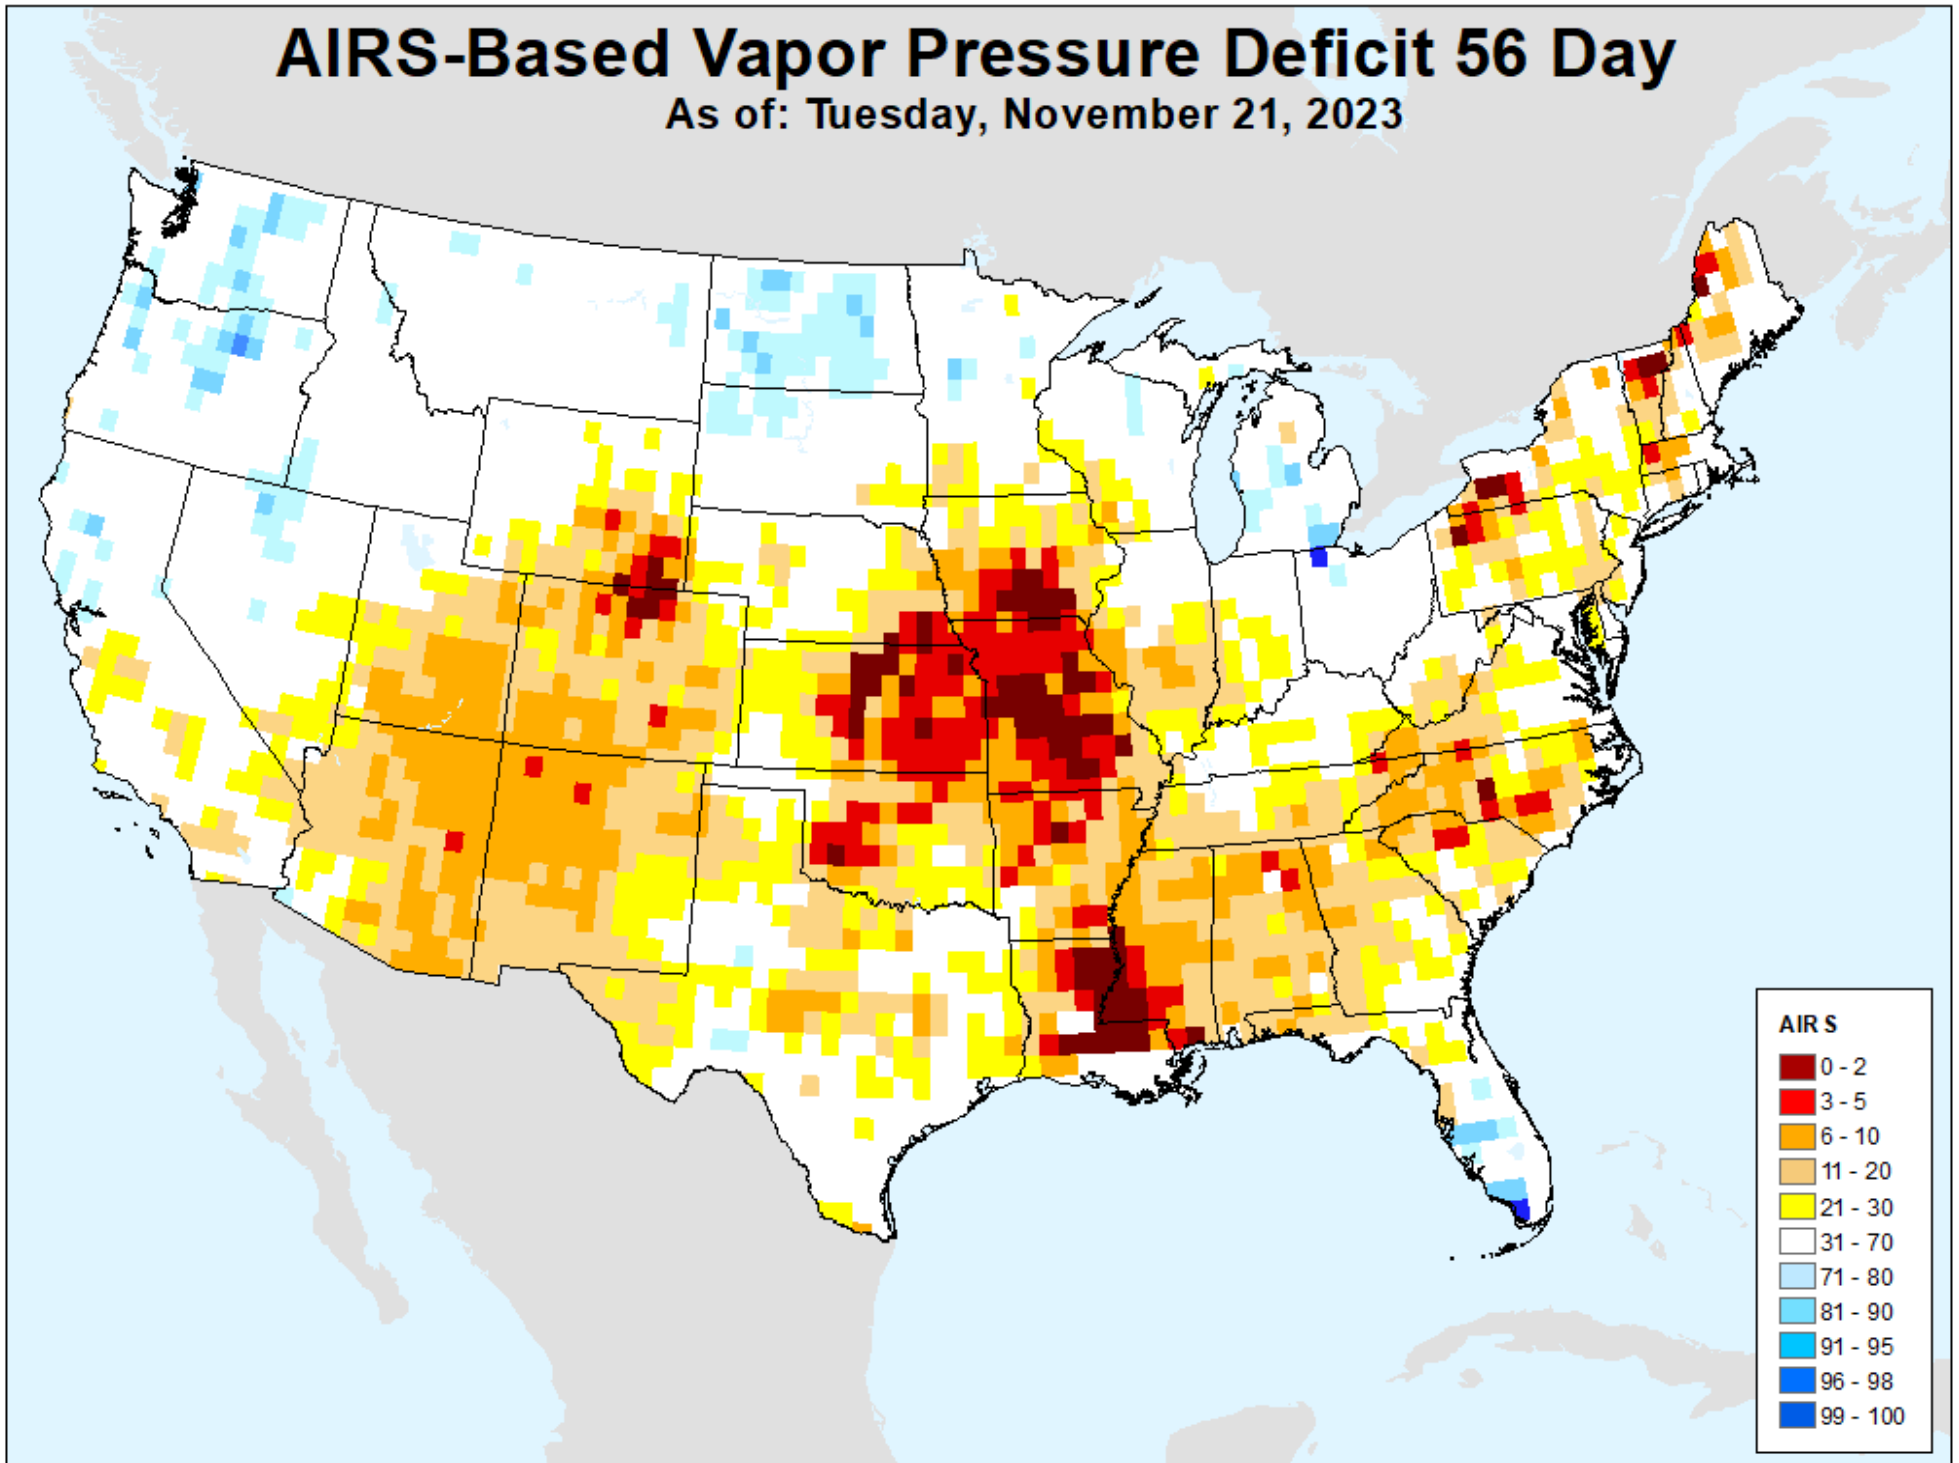 AIRS-Based Vapor Pressure Deficit 56 Day
As of: Tuesday, November 21, 2023
AIRS
0 - 2
3 - 5
6 - 10
11 - 20
21 - 30
31 - 70
71 - 80
81 - 90
91 - 95
96 - 98
99 - 100